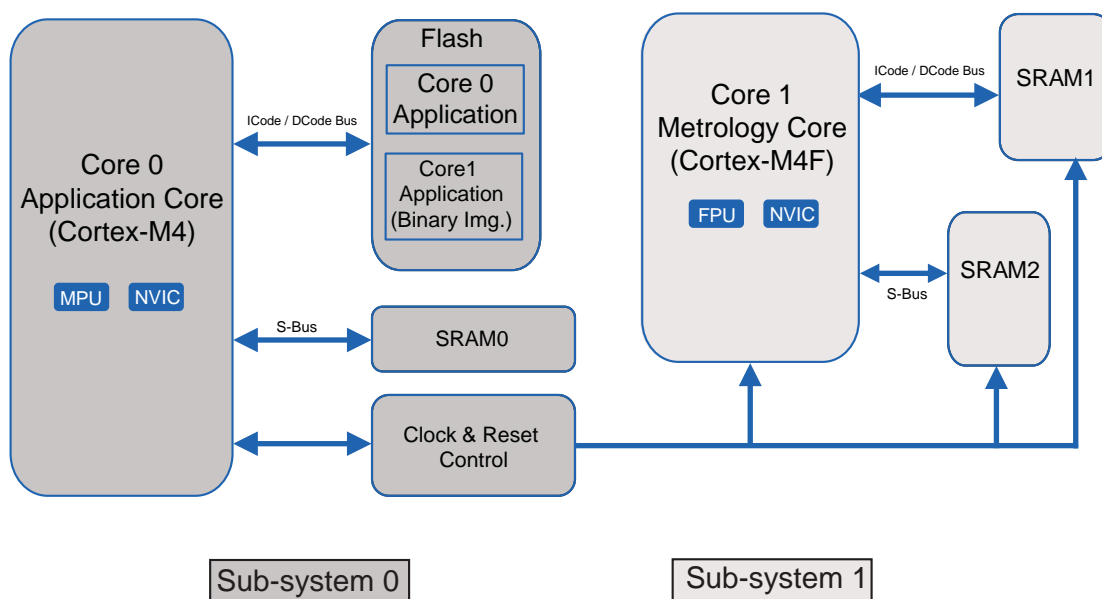 Core 0
Application Core
(Cortex-M4)
MPU
NVIC
ICode / DCode Bus
Flash
Core 0
Application
Core1
Application
(Binary Img.)
S-Bus
SRAM0
Clock & Reset
Control
Core 1
Metrology Core
(Cortex-M4F)
FPU
NVIC
ICode / DCode Bus
SRAM1
S-Bus
SRAM2
Sub-system 0
Sub-system 1